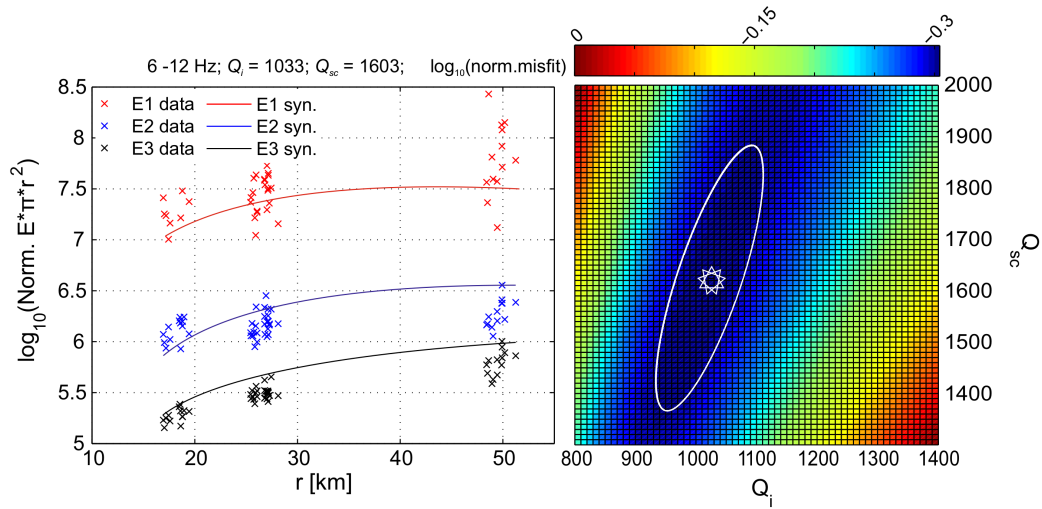 6 -12 Hz; Qi = 1033; Qsc = 1603; log10(norm.misfit)
0 −0.15 −0.3
E1 data E1 syn.
E2 data E2 syn.
E3 data E3 syn.
log10(Norm. E*πr*r2)
8.5
8
7.5
7
6.5
6
5.5
5
10 20 30 40 50
r [km]
2000
1900
1800
1700
1600
1500
1400
Qsc
800 900 1000 1100 1200 1300 1400
Qi